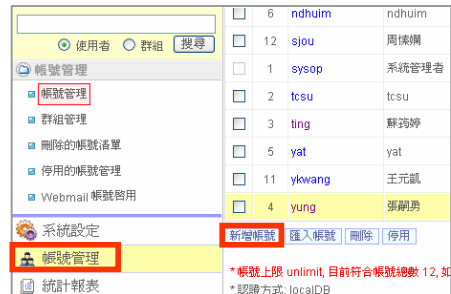 使用者 群組 搜尋
帳號管理
帳號管理
群組管理
刪除的帳號清單
停用的帳號管理
Webmail 帳號啓用
系統設定
帳號管理
統計報表
6 ndhuim ndhuim
12 sjou 周愫嫻
1 sysop 系統管理者
2 tcsu tcsu
3 ting 蘇筠婷
5 yat yat
11 ykwang 王元凱
4 yung 張嗣勇
新增帳號 匯入帳號 刪除 停用
*帳號上限 unlimit, 目前符合帳號總數 12, 如
*認證方式: localDB